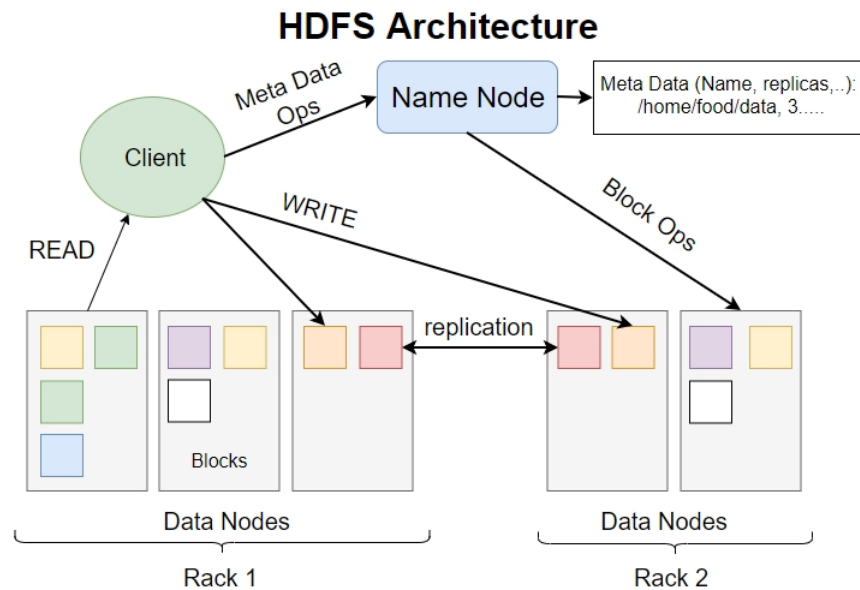 HDFS Architecture
Meta Data
Ops
Name Node
Meta Data (Name, replicas,..):
/home/food/data, 3.....
Client
WRITE
Block Ops
READ
replication
Blocks
Data Nodes
Data Nodes
Rack 1
Rack 2